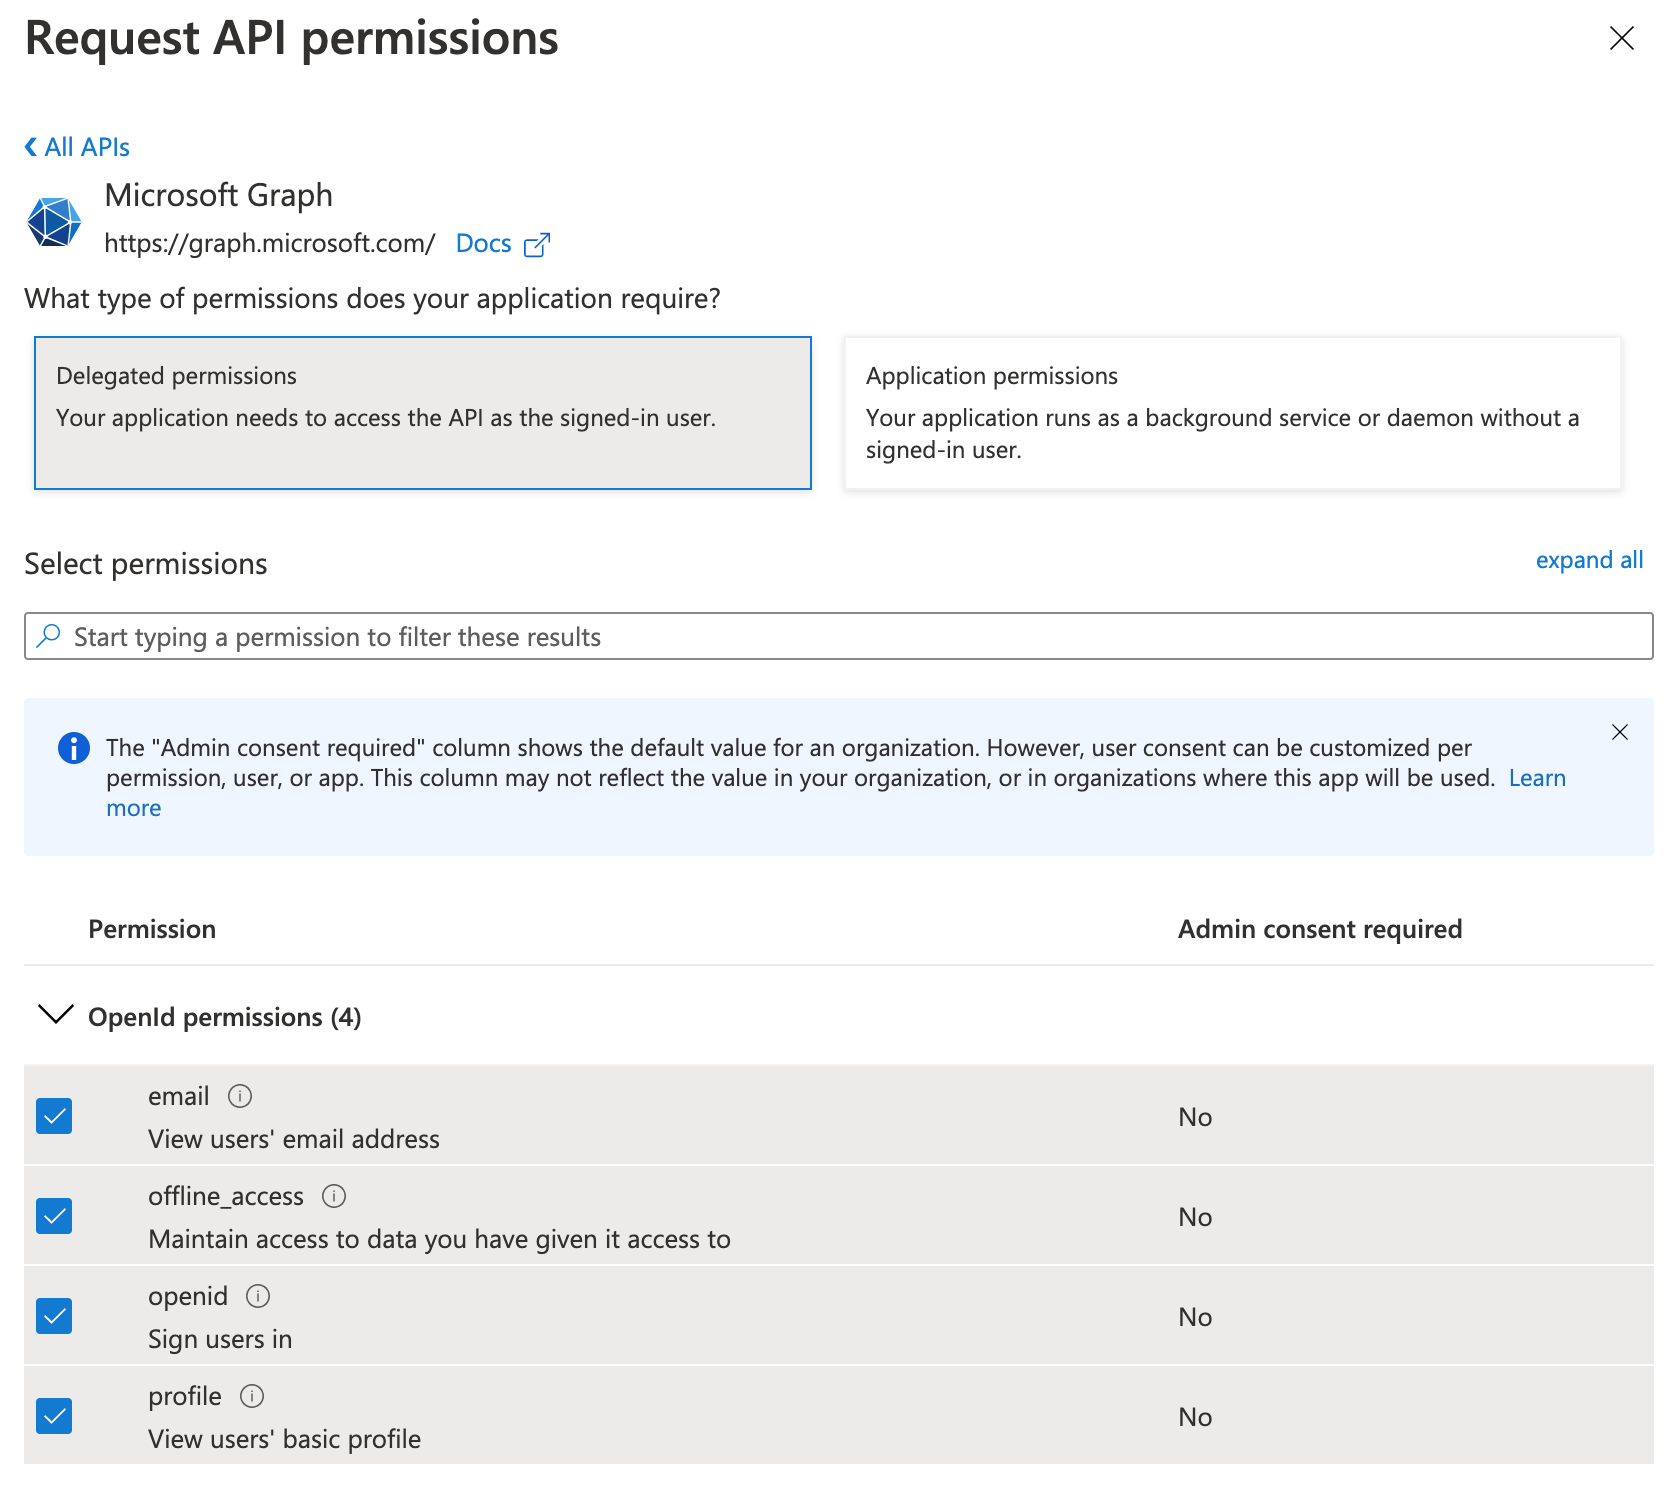 Request API permissions
All APIs
Microsoft Graph
https://graph.microsoft.com/ Docs
What type of permissions does your application require?
Delegated permissions
Your application needs to access the API as the signed-in user.
Application permissions
Your application runs as a background service or daemon without a
signed-in user.
Select permissions
expand all
Start typing a permission to filter these results
The "Admin consent required" column shows the default value for an organization. However, user consent can be customized per
permission, user, or app. This column may not reflect the value in your organization, or in organizations where this app will be used. Learn
more
Permission Admin consent required
OpenId permissions (4)
email
View users' email address
No
offline_access
Maintain access to data you have given it access to
No
openid
Sign users in
No
profile
View users' basic profile
No